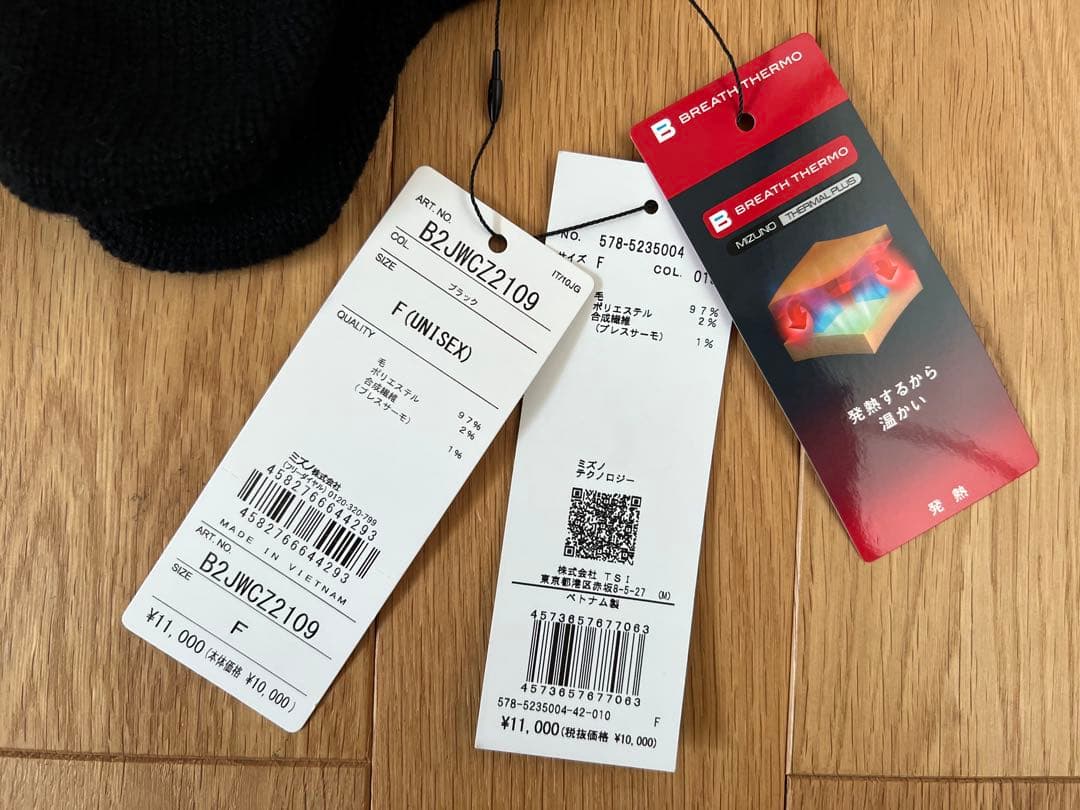 ART. NO.
B2JWCZ2109
COL.
ブラック
IT/10JG
SIZE
F(UNISEX)
QUALITY
毛 97%
ポリエステル 2%
合成繊維
(ブレスサーモ) 1%
ミズノ株式会社
(フリーダイヤル) 0120-320-799
4582766644293
4582766644293
MADE IN VIETNAM
ART. NO.
B2JWCZ2109
SIZE
F
¥11,000(本体価格 ¥10,000)
NO. 578-5235004
サイズ F COL.
毛 97%
ポリエステル 2%
合成繊維
(ブレスサーモ) 1%
ミズノ
テクノロジー
株式会社 TSI
東京都港区赤坂8-5-27 (M)
ベトナム製
4573657677063
4573657677063
578-5235004-42-010 F
¥11,000(税抜価格 ¥10,000)
B BREATH THERMO
B BREATH THERMO
MIZUNO THERMAL PLUS
発熱するから
温かい
発熱